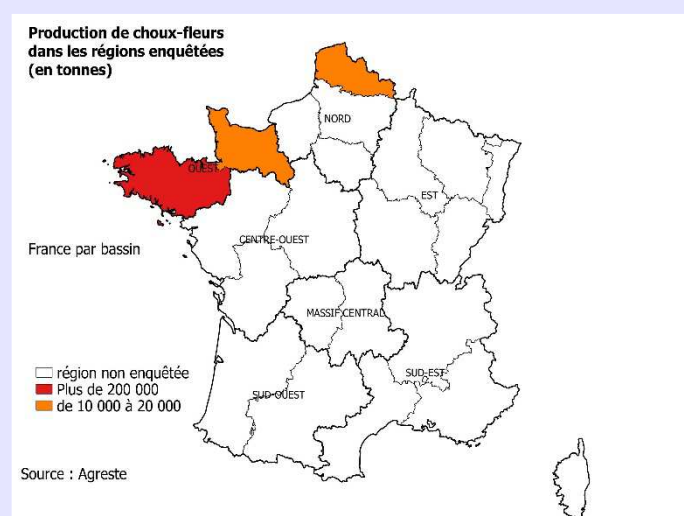 Production de choux-fleurs
dans les régions enquêtées
(en tonnes)
NORD
OUEST
EST
CENTRE-OUEST
France par bassin
MASSIF CENTRAL
région non enquêtée
Plus de 200 000
de 10 000 à 20 000
SUD-EST
SUD-OUEST
Source : Agreste